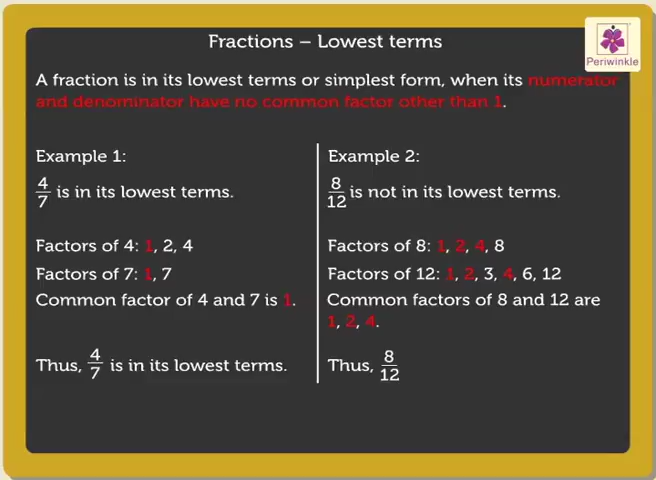 Fractions – Lowest terms
Periwinkle
A fraction is in its lowest terms or simplest form, when its numerator
and denominator have no common factor other than 1.
Example 1:
4/7 is in its lowest terms.
Factors of 4: 1, 2, 4
Factors of 7: 1, 7
Common factor of 4 and 7 is 1.
Thus, 4/7 is in its lowest terms.
Example 2:
8/12 is not in its lowest terms.
Factors of 8: 1, 2, 4, 8
Factors of 12: 1, 2, 3, 4, 6, 12
Common factors of 8 and 12 are
1, 2, 4.
Thus, 8/12